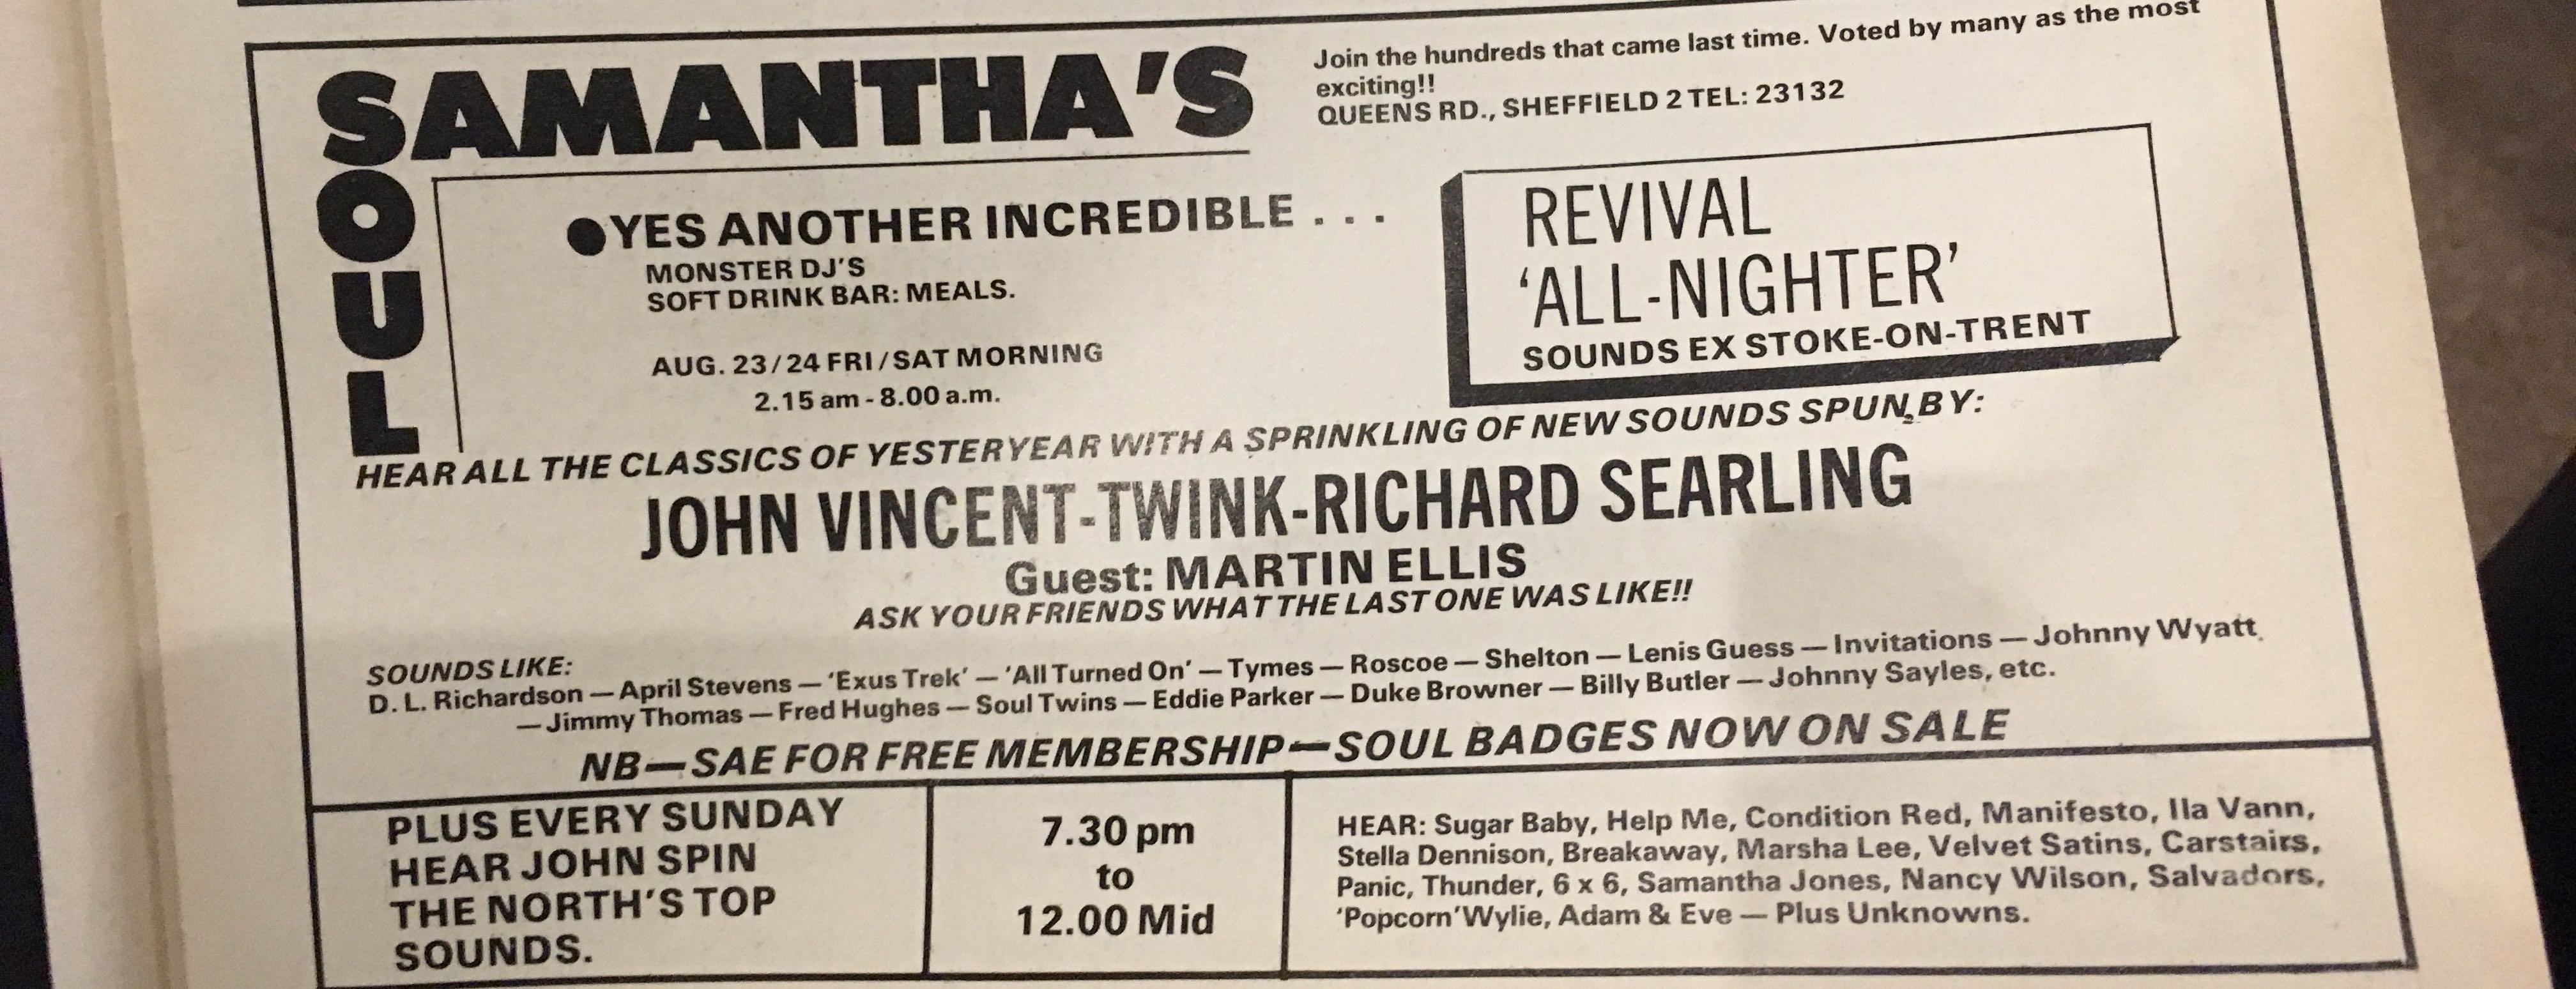 SAMANTHA'S
SOUL
Join the hundreds that came last time. Voted by many as the most
exciting!!
QUEENS RD., SHEFFIELD 2 TEL: 23132
●YES ANOTHER INCREDIBLE . . .
MONSTER DJ'S
SOFT DRINK BAR: MEALS.
AUG. 23/24 FRI/SAT MORNING
2.15 am - 8.00 a.m.
REVIVAL
'ALL-NIGHTER'
SOUNDS EX STOKE-ON-TRENT
HEAR ALL THE CLASSICS OF YESTERYEAR WITH A SPRINKLING OF NEW SOUNDS SPUN BY:
JOHN VINCENT-TWINK-RICHARD SEARLING
Guest: MARTIN ELLIS
ASK YOUR FRIENDS WHAT THE LAST ONE WAS LIKE!!
SOUNDS LIKE:
D. L. Richardson — April Stevens — 'Exus Trek' — 'All Turned On' — Tymes — Roscoe — Shelton — Lenis Guess — Invitations — Johnny Wyatt
— Jimmy Thomas — Fred Hughes — Soul Twins — Eddie Parker — Duke Browner — Billy Butler — Johnny Sayles, etc.
NB—SAE FOR FREE MEMBERSHIP—SOUL BADGES NOW ON SALE
PLUS EVERY SUNDAY
HEAR JOHN SPIN
THE NORTH'S TOP
SOUNDS.
7.30 pm
to
12.00 Mid
HEAR: Sugar Baby, Help Me, Condition Red, Manifesto, Ila Vann,
Stella Dennison, Breakaway, Marsha Lee, Velvet Satins, Carstairs,
Panic, Thunder, 6 x 6, Samantha Jones, Nancy Wilson, Salvadors,
'Popcorn' Wylie, Adam & Eve — Plus Unknowns.